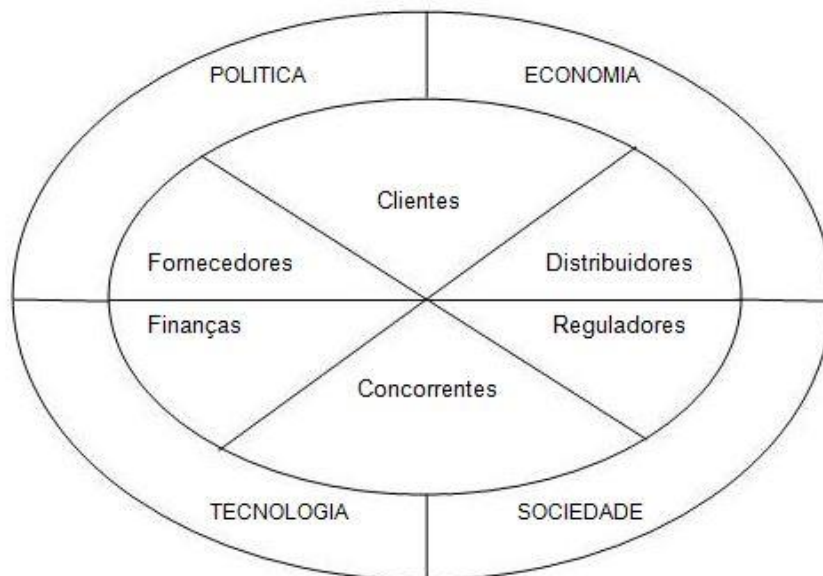 POLITICA
ECONOMIA
Clientes
Fornecedores
Distribuidores
Finanças
Reguladores
Concorrentes
TECNOLOGIA
SOCIEDADE